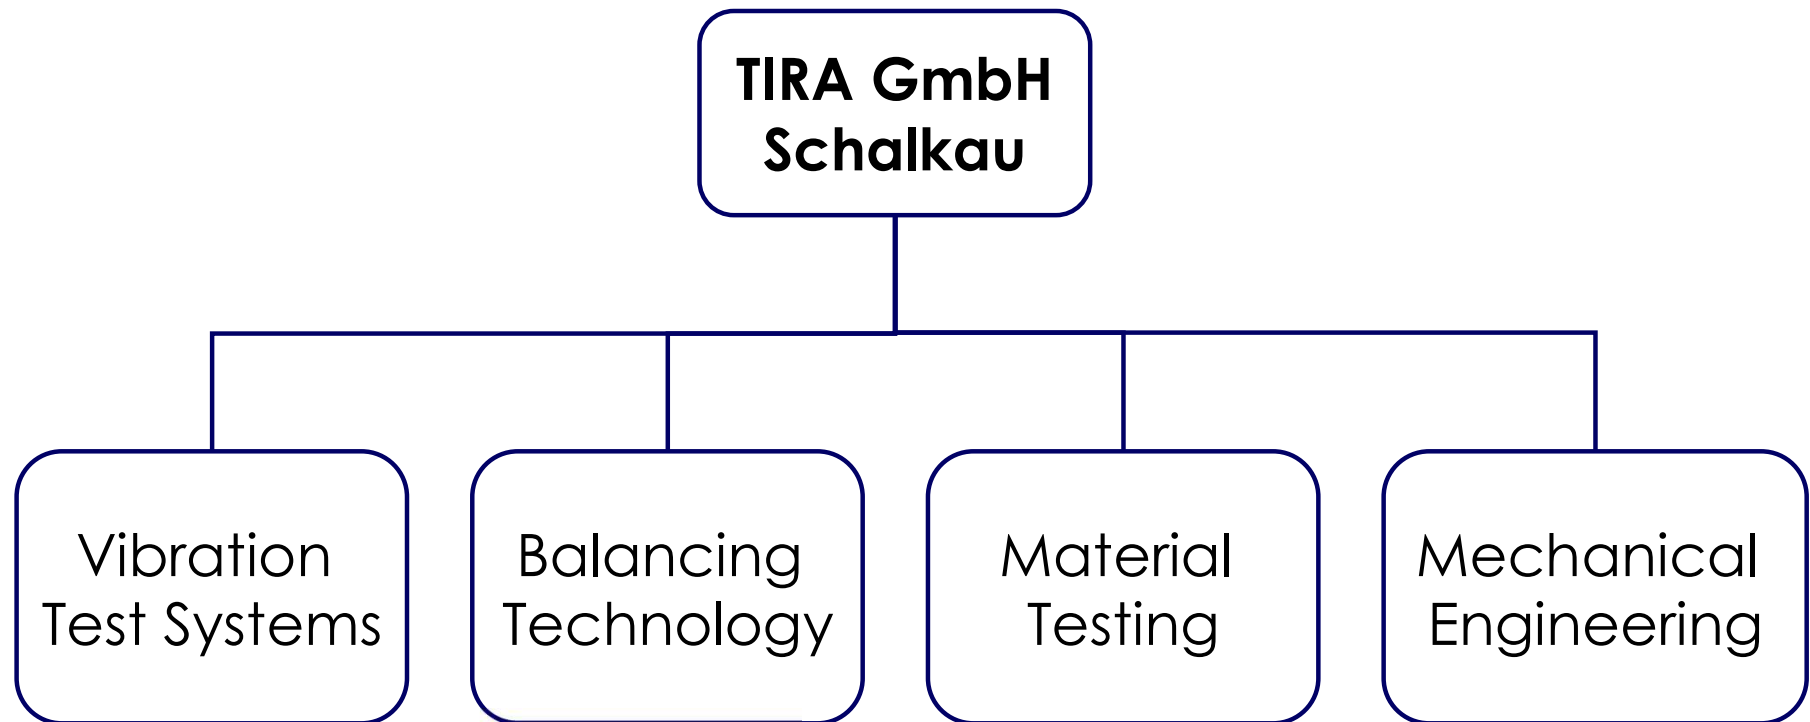 TIRA GmbH
Schalkau
Vibration
Test Systems
Balancing
Technology
Material
Testing
Mechanical
Engineering